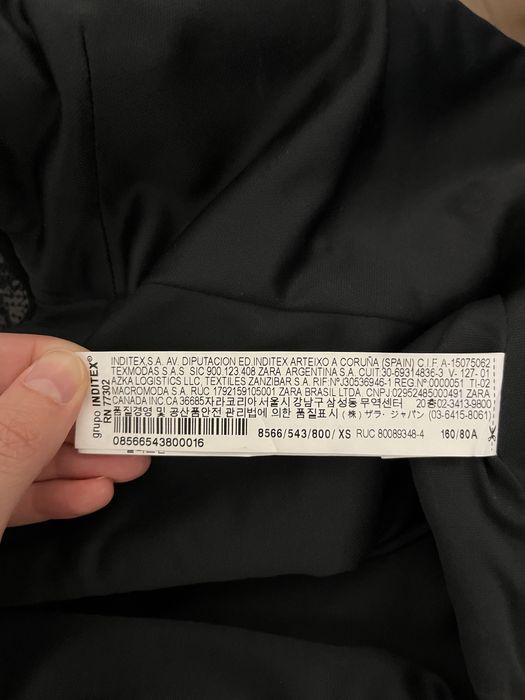 grupo INDITEX®
RN 77302
INDITEX,S.A. AV. DIPUTACION ED.INDITEX ARTEIXO A CORUÑA (SPAIN) C.I.F. A-15075062
TEXMODAS S.A.S. SIC 900.123.408 ZARA ARGENTINA S.A. CUIT:30-69314836-3 V- 127- 01
AZKA LOGISTICS LLC, TEXTILES ZANZIBAR S.A. RIF:NºJ30536946-1 REG.Nº0000051 TI-02
MACROMODA S.A. RUC 1792159105001 ZARA BRASIL LTDA. CNPJ.02952485000491 ZARA
CANADA INC CA 36665자라코리아 서울시강남구 삼성동 무역센터 20층02-3413-9800
품질경영 및 공산품안전 관리법에 의한 품질표시 (株) ザラ・ジャパン (03-6415-8061)
08566543800016
8566/543/800/ XS RUC 80089348-4 160/80A